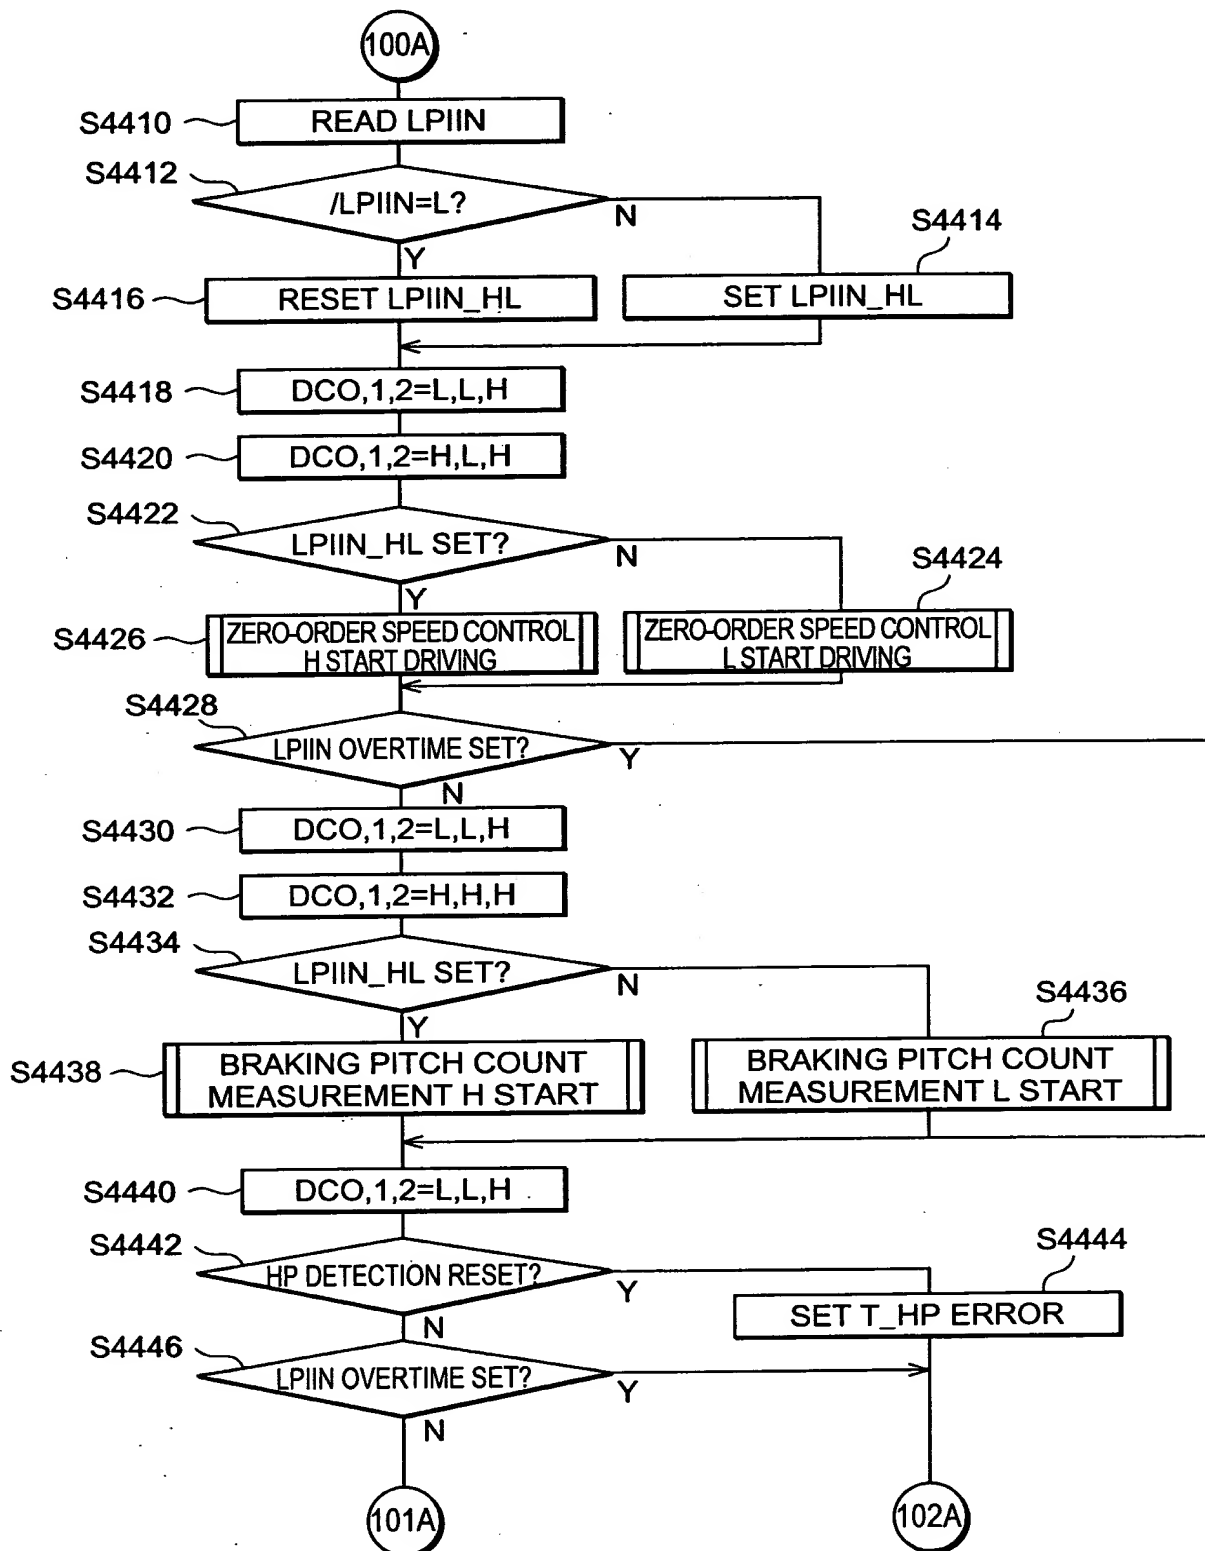 100A
S4410
READ LPIIN
S4412
/LPIIN=L?
N
Y
S4414
S4416
RESET LPIIN_HL
SET LPIIN_HL
S4418
DCO,1,2=L,L,H
S4420
DCO,1,2=H,L,H
S4422
LPIIN_HL SET?
N
Y
S4424
S4426
ZERO-ORDER SPEED CONTROL
H START DRIVING
ZERO-ORDER SPEED CONTROL
L START DRIVING
S4428
LPIIN OVERTIME SET?
Y
N
S4430
DCO,1,2=L,L,H
S4432
DCO,1,2=H,H,H
S4434
LPIIN_HL SET?
N
Y
S4436
S4438
BRAKING PITCH COUNT
MEASUREMENT H START
BRAKING PITCH COUNT
MEASUREMENT L START
S4440
DCO,1,2=L,L,H
S4442
HP DETECTION RESET?
Y
N
S4444
SET T_HP ERROR
S4446
LPIIN OVERTIME SET?
Y
N
101A
102A